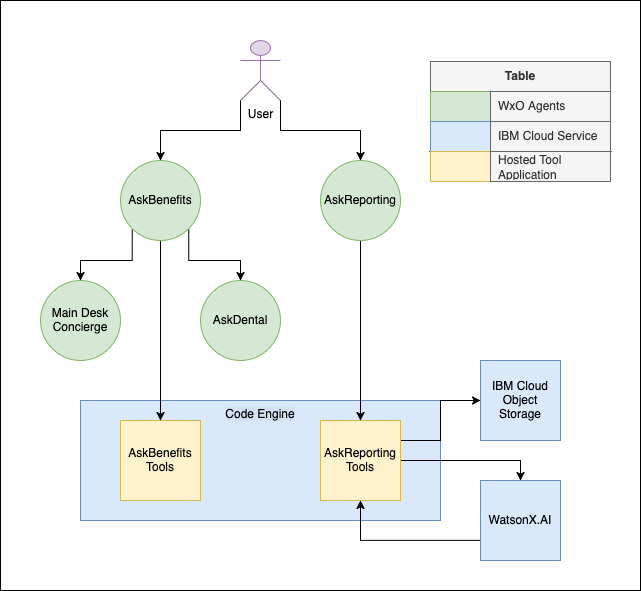 User
Table
WxO Agents
IBM Cloud Service
Hosted Tool
Application
AskBenefits
AskReporting
Main Desk
Concierge
AskDental
Code Engine
IBM Cloud
Object
Storage
AskBenefits
Tools
AskReporting
Tools
WatsonX.AI